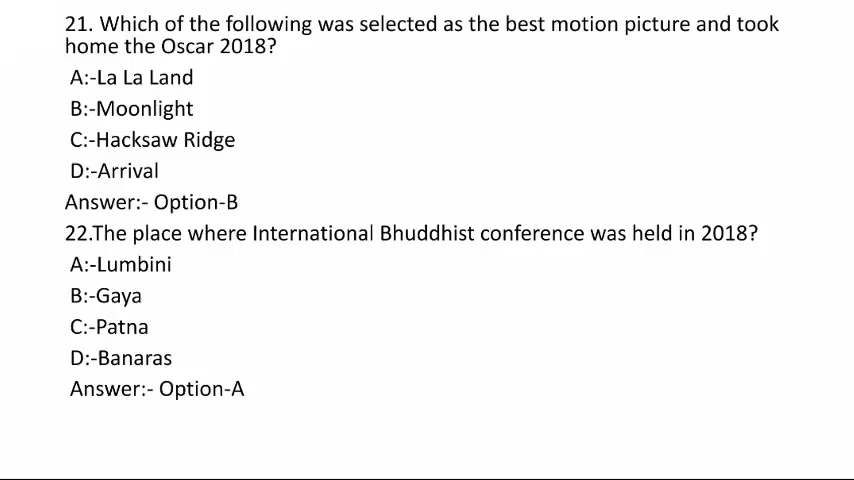 21. Which of the following was selected as the best motion picture and took
home the Oscar 2018?
A:-La La Land
B:-Moonlight
C:-Hacksaw Ridge
D:-Arrival
Answer:- Option-B
22.The place where International Bhuddhist conference was held in 2018?
A:-Lumbini
B:-Gaya
C:-Patna
D:-Banaras
Answer:- Option-A